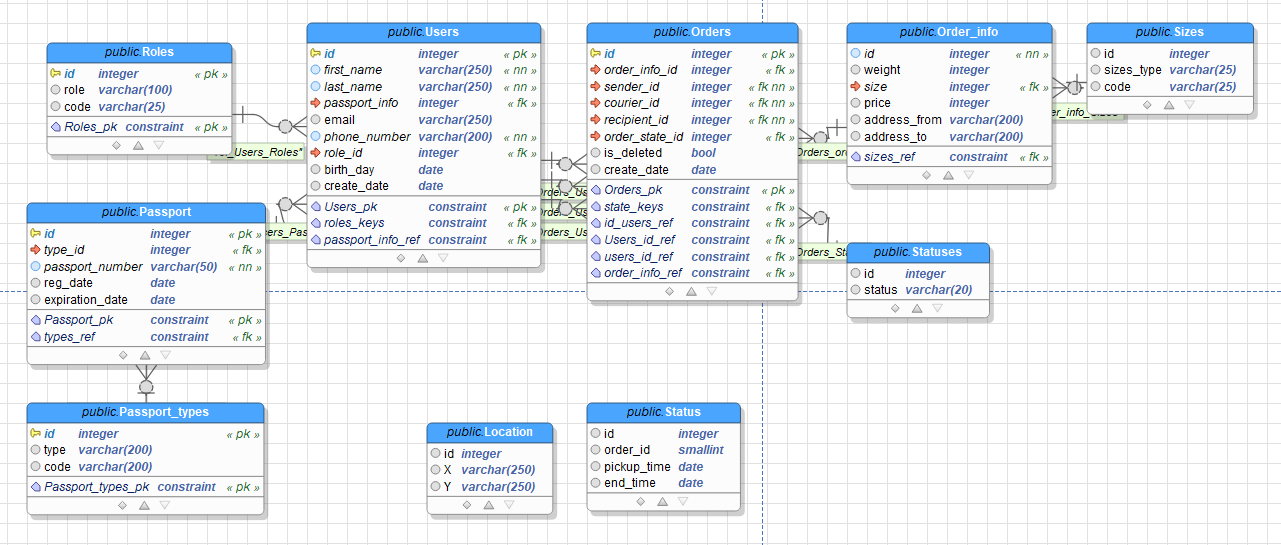 public.Roles
id integer « pk »
role varchar(100)
code varchar(25)
Roles_pk constraint « pk »
public.Users
id integer « pk »
first_name varchar(250) « nn »
last_name varchar(250) « nn »
passport_info integer « fk »
email varchar(250)
phone_number varchar(200) « nn »
role_id integer « fk »
birth_day date
create_date date
Users_pk constraint « pk »
roles_keys constraint « fk »
passport_info_ref constraint « fk »
public.Orders
id integer « pk »
order_info_id integer « fk »
sender_id integer « fk nn »
courier_id integer « fk nn »
recipient_id integer « fk nn »
order_state_id integer « fk »
is_deleted bool
create_date date
Orders_pk constraint « pk »
state_keys constraint « fk »
id_users_ref constraint « fk »
Users_id_ref constraint « fk »
users_id_ref constraint « fk »
order_info_ref constraint « fk »
public.Order_info
id integer « nn »
weight integer
size integer « fk »
price integer
address_from varchar(200)
address_to varchar(200)
sizes_ref constraint « fk »
public.Sizes
id integer
sizes_type varchar(25)
code varchar(25)
_Users_Roles"
Orders_Us
Orders_Us
public.Passport
id integer « pk »
type_id integer « fk »
passport_number varchar(50) « nn »
reg_date date
expiration_date date
Passport_pk constraint « pk »
types_ref constraint « fk »
public.Statuses
id integer
status varchar(20)
public.Passport_types
id integer « pk »
type varchar(200)
code varchar(200)
Passport_types_pk constraint « pk »
public.Location
id integer
X varchar(250)
Y varchar(250)
public.Status
id integer
order_id smallint
pickup_time date
end_time date